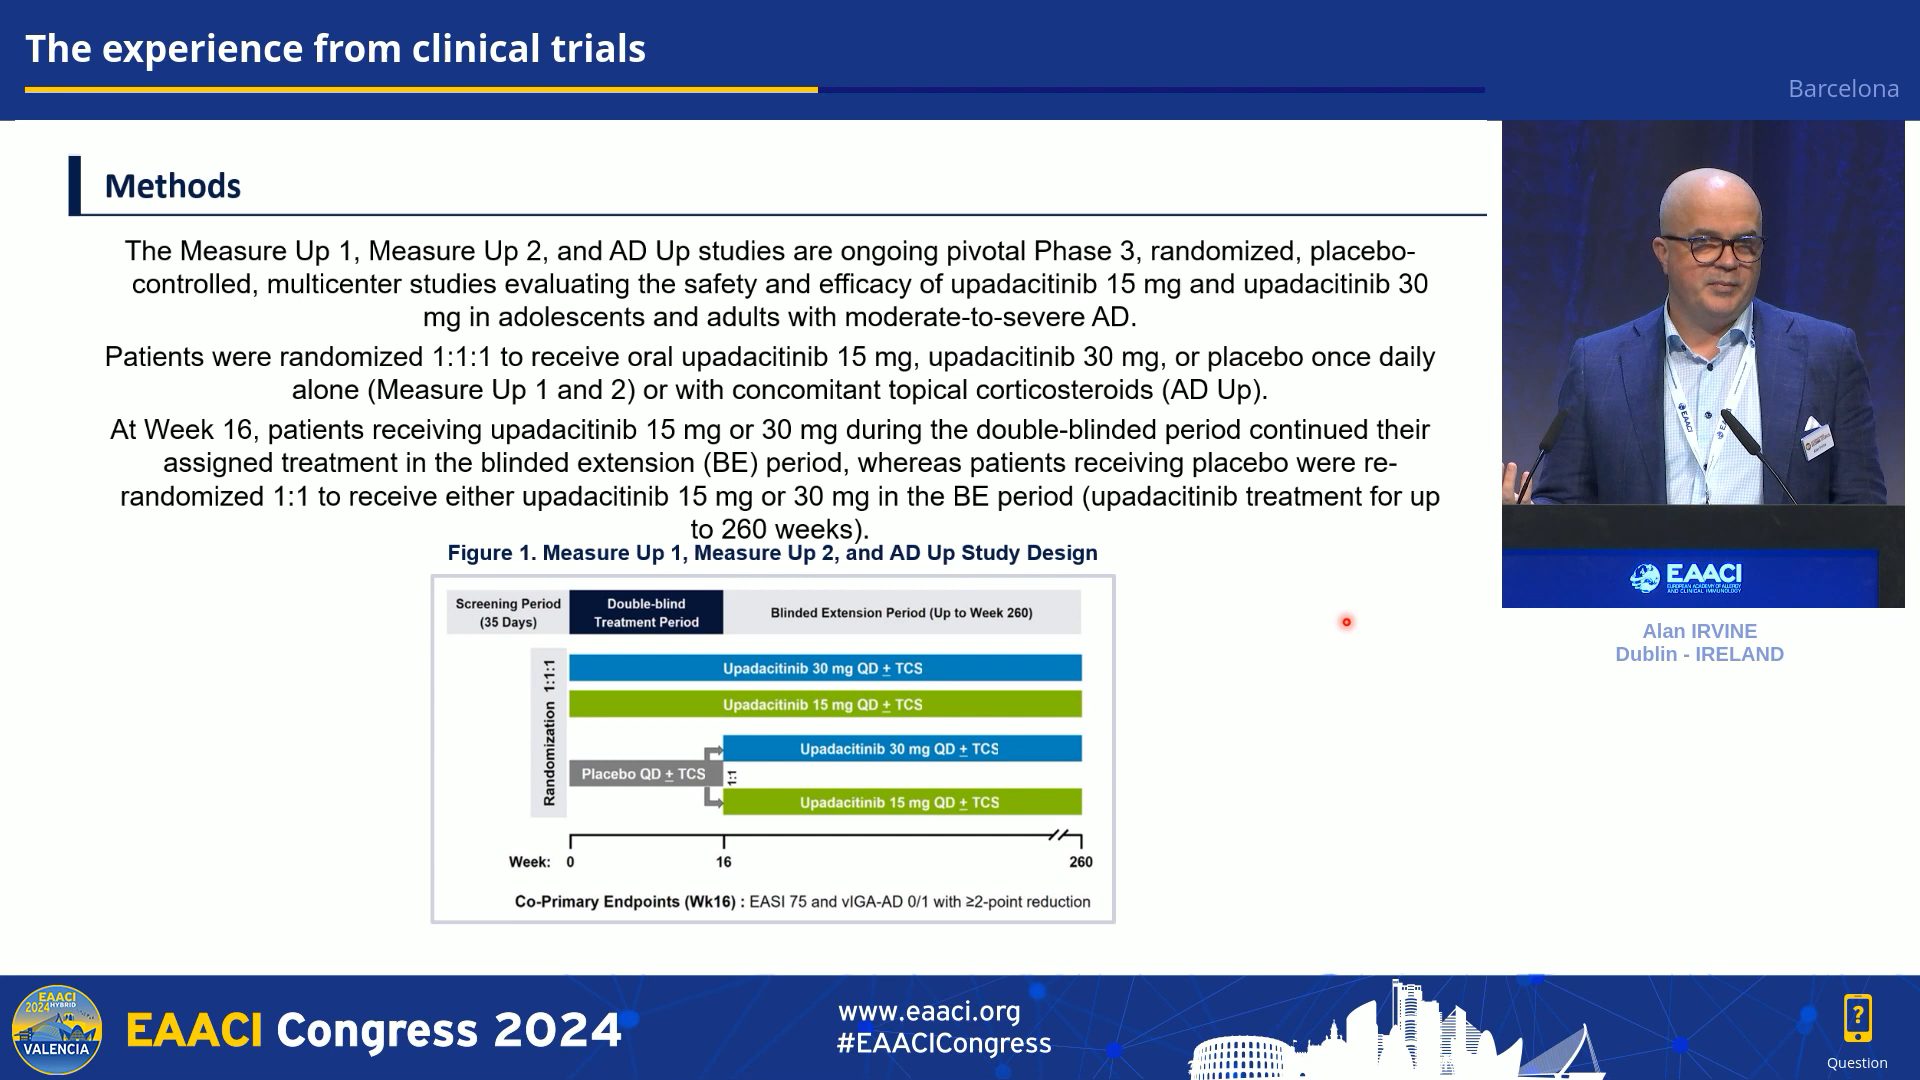 The experience from clinical trials
Barcelona
Methods
The Measure Up 1, Measure Up 2, and AD Up studies are ongoing pivotal Phase 3, randomized, placebo-
controlled, multicenter studies evaluating the safety and efficacy of upadacitinib 15 mg and upadacitinib 30
mg in adolescents and adults with moderate-to-severe AD.
Patients were randomized 1:1:1 to receive oral upadacitinib 15 mg, upadacitinib 30 mg, or placebo once daily
alone (Measure Up 1 and 2) or with concomitant topical corticosteroids (AD Up).
At Week 16, patients receiving upadacitinib 15 mg or 30 mg during the double-blinded period continued their
assigned treatment in the blinded extension (BE) period, whereas patients receiving placebo were re-
randomized 1:1 to receive either upadacitinib 15 mg or 30 mg in the BE period (upadacitinib treatment for up
to 260 weeks).
Figure 1. Measure Up 1, Measure Up 2, and AD Up Study Design
Screening Period
(35 Days)
Double-blind
Treatment Period
Blinded Extension Period (Up to Week 260)
Randomization 1:1:1
Upadacitinib 30 mg QD ± TCS
Upadacitinib 15 mg QD ± TCS
Upadacitinib 30 mg QD ± TCS
Placebo QD ± TCS
1:1
Upadacitinib 15 mg QD ± TCS
Week: 0 16 260
Co-Primary Endpoints (Wk16) : EASI 75 and vIGA-AD 0/1 with ≥2-point reduction
EAACI
EAACI
EUROPEAN ACADEMY OF ALLERGY
AND CLINICAL IMMUNOLOGY
Alan IRVINE
Dublin - IRELAND
EAACI
2024 HYBRID
VALENCIA
EAACI Congress 2024
www.eaaci.org
#EAACICongress
?
Question